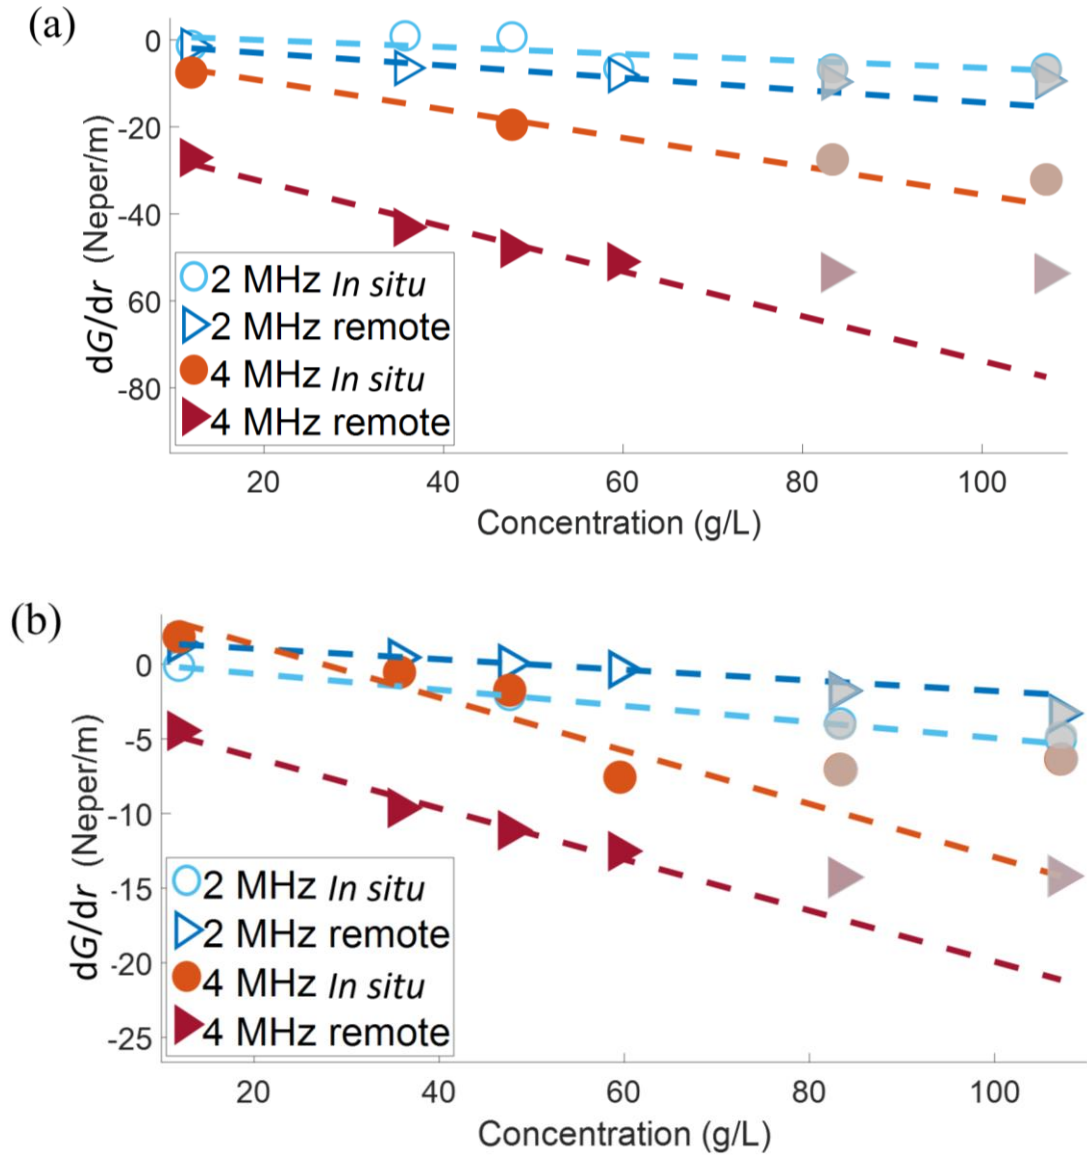 (a)
0
-20
-40
-60
-80
dG/dr (Neper/m)
2 MHz In situ
2 MHz remote
4 MHz In situ
4 MHz remote
20 40 60 80 100
Concentration (g/L)
(b)
0
-5
-10
-15
-20
-25
dG/dr (Neper/m)
2 MHz In situ
2 MHz remote
4 MHz In situ
4 MHz remote
20 40 60 80 100
Concentration (g/L)